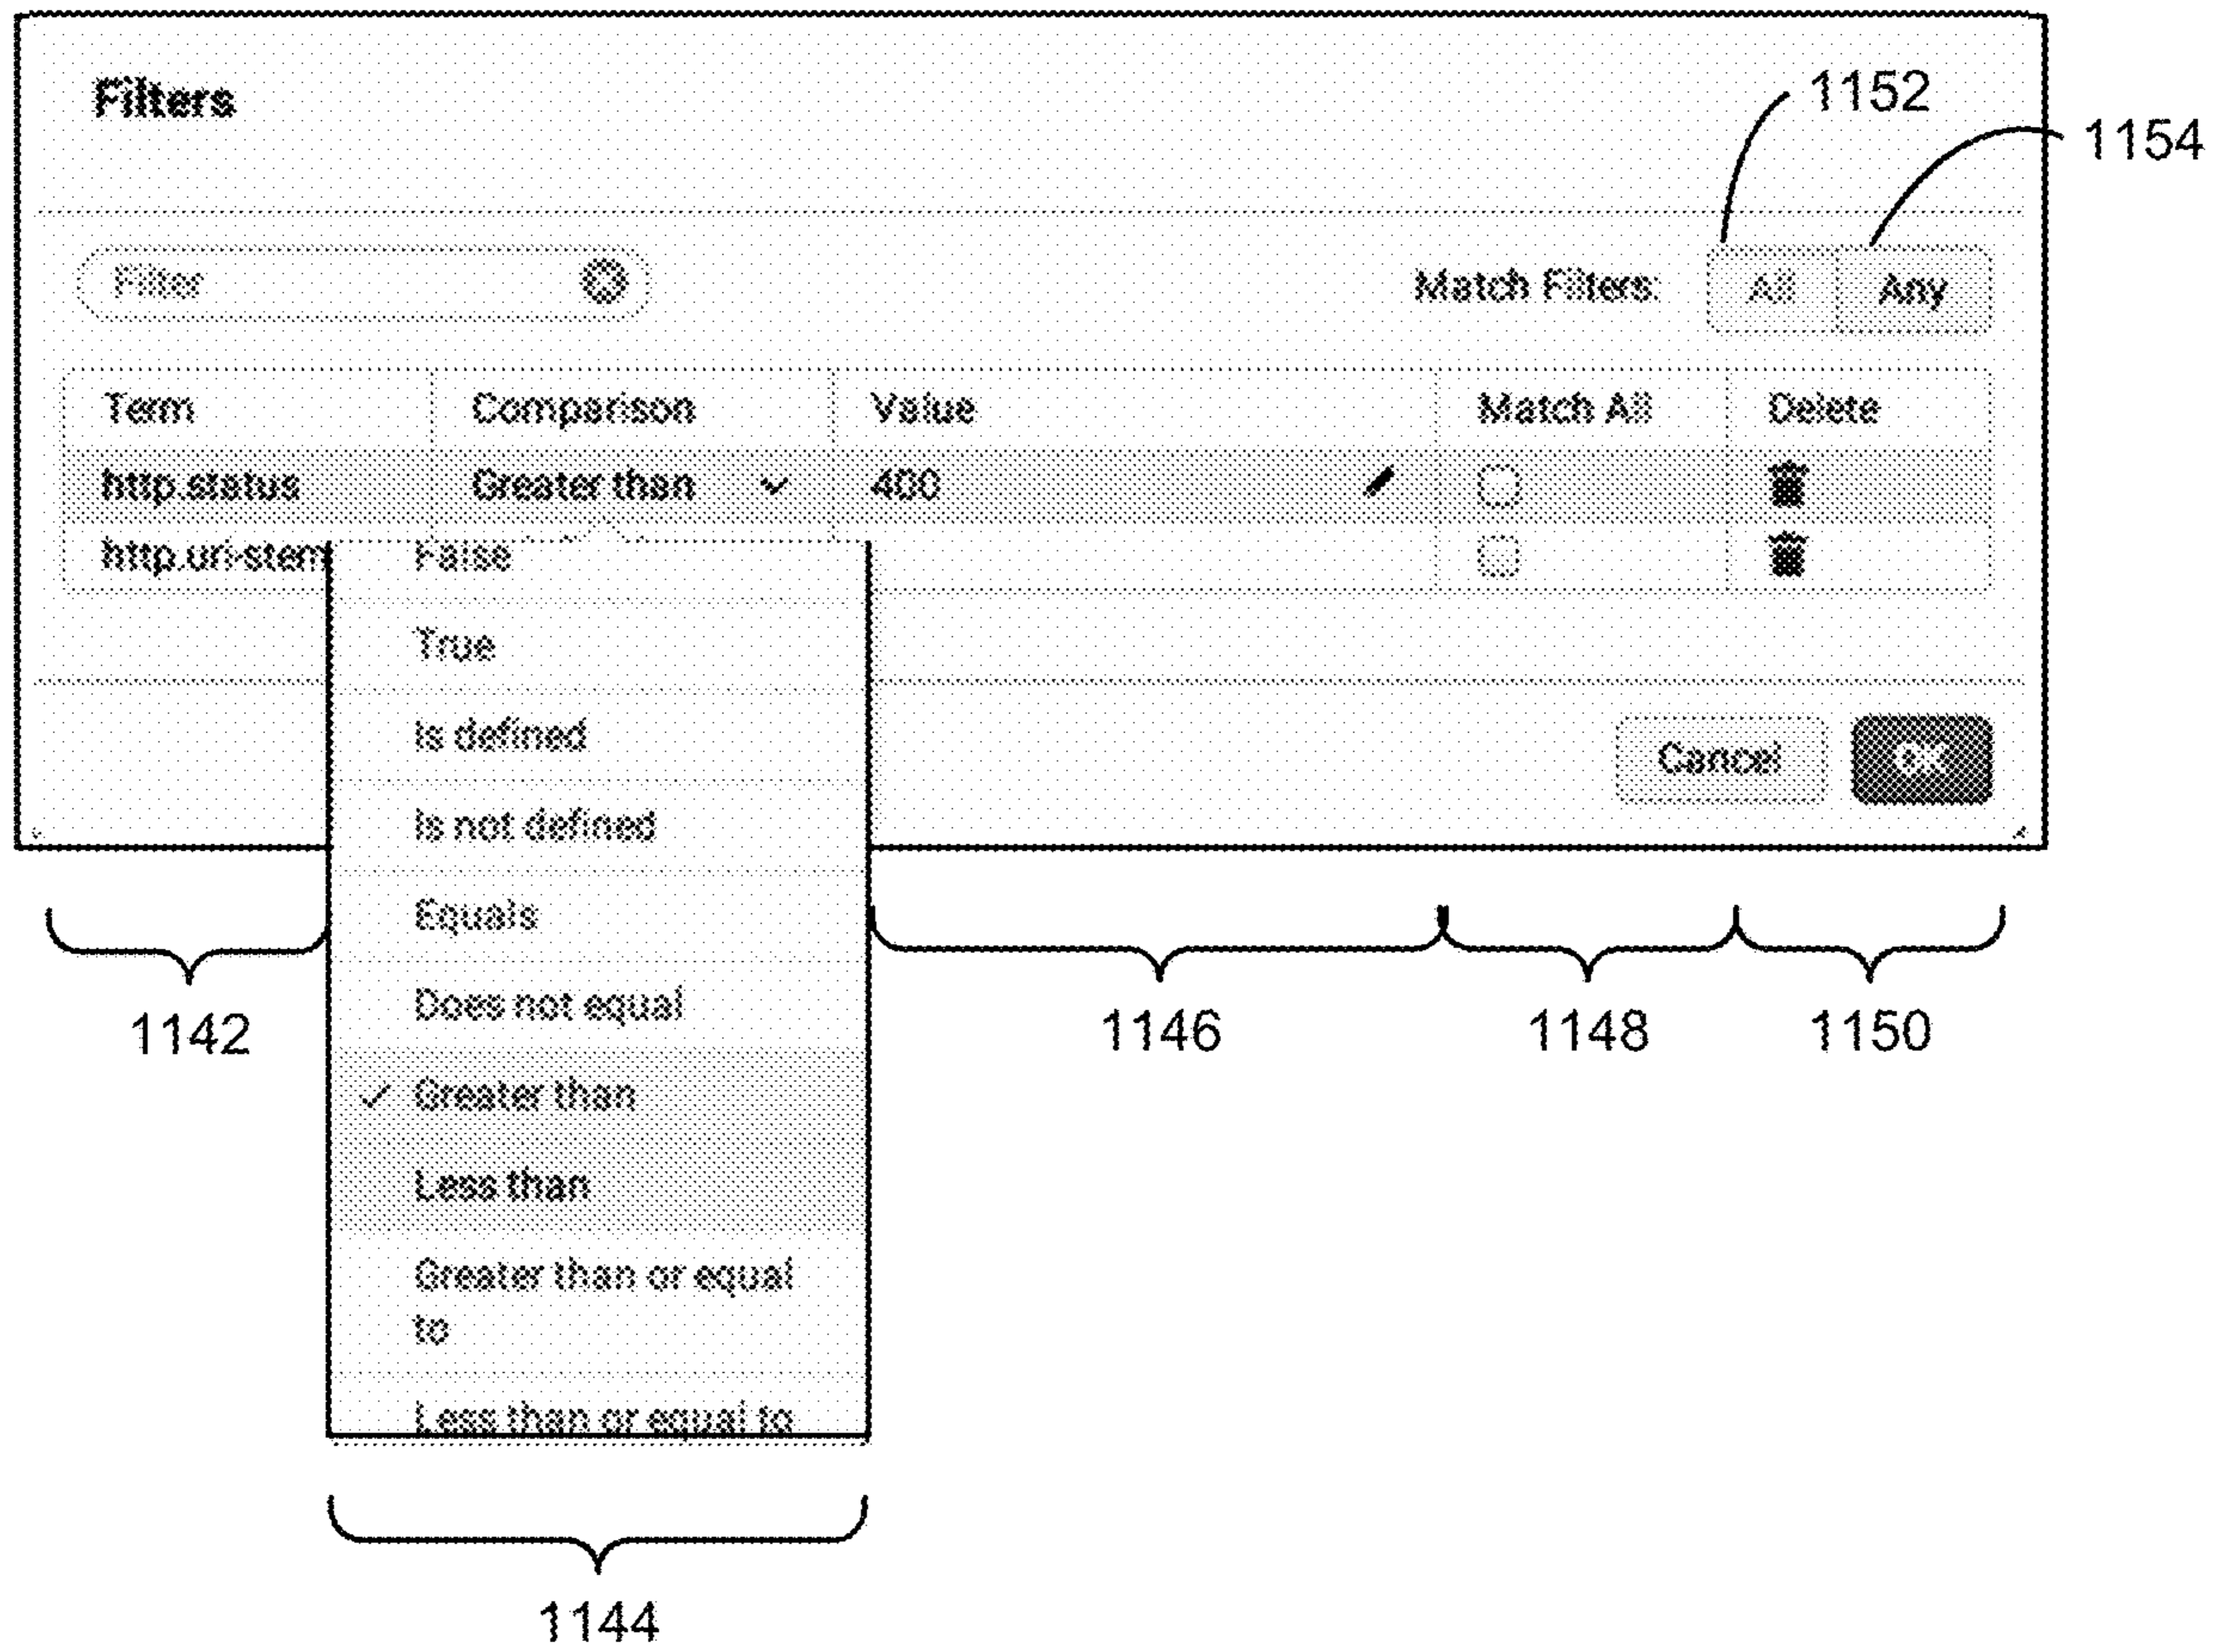 Filters
1152
1154
Filter
Match Filters:
All
Any
Term
Comparison
Value
Match All
Delete
http.status
Greater than
400
http.uri-stem
False
True
Is defined
Is not defined
Equals
Does not equal
Greater than
Less than
Greater than or equal
to
Less than or equal to
Cancel
OK
1142
1146
1148
1150
1144